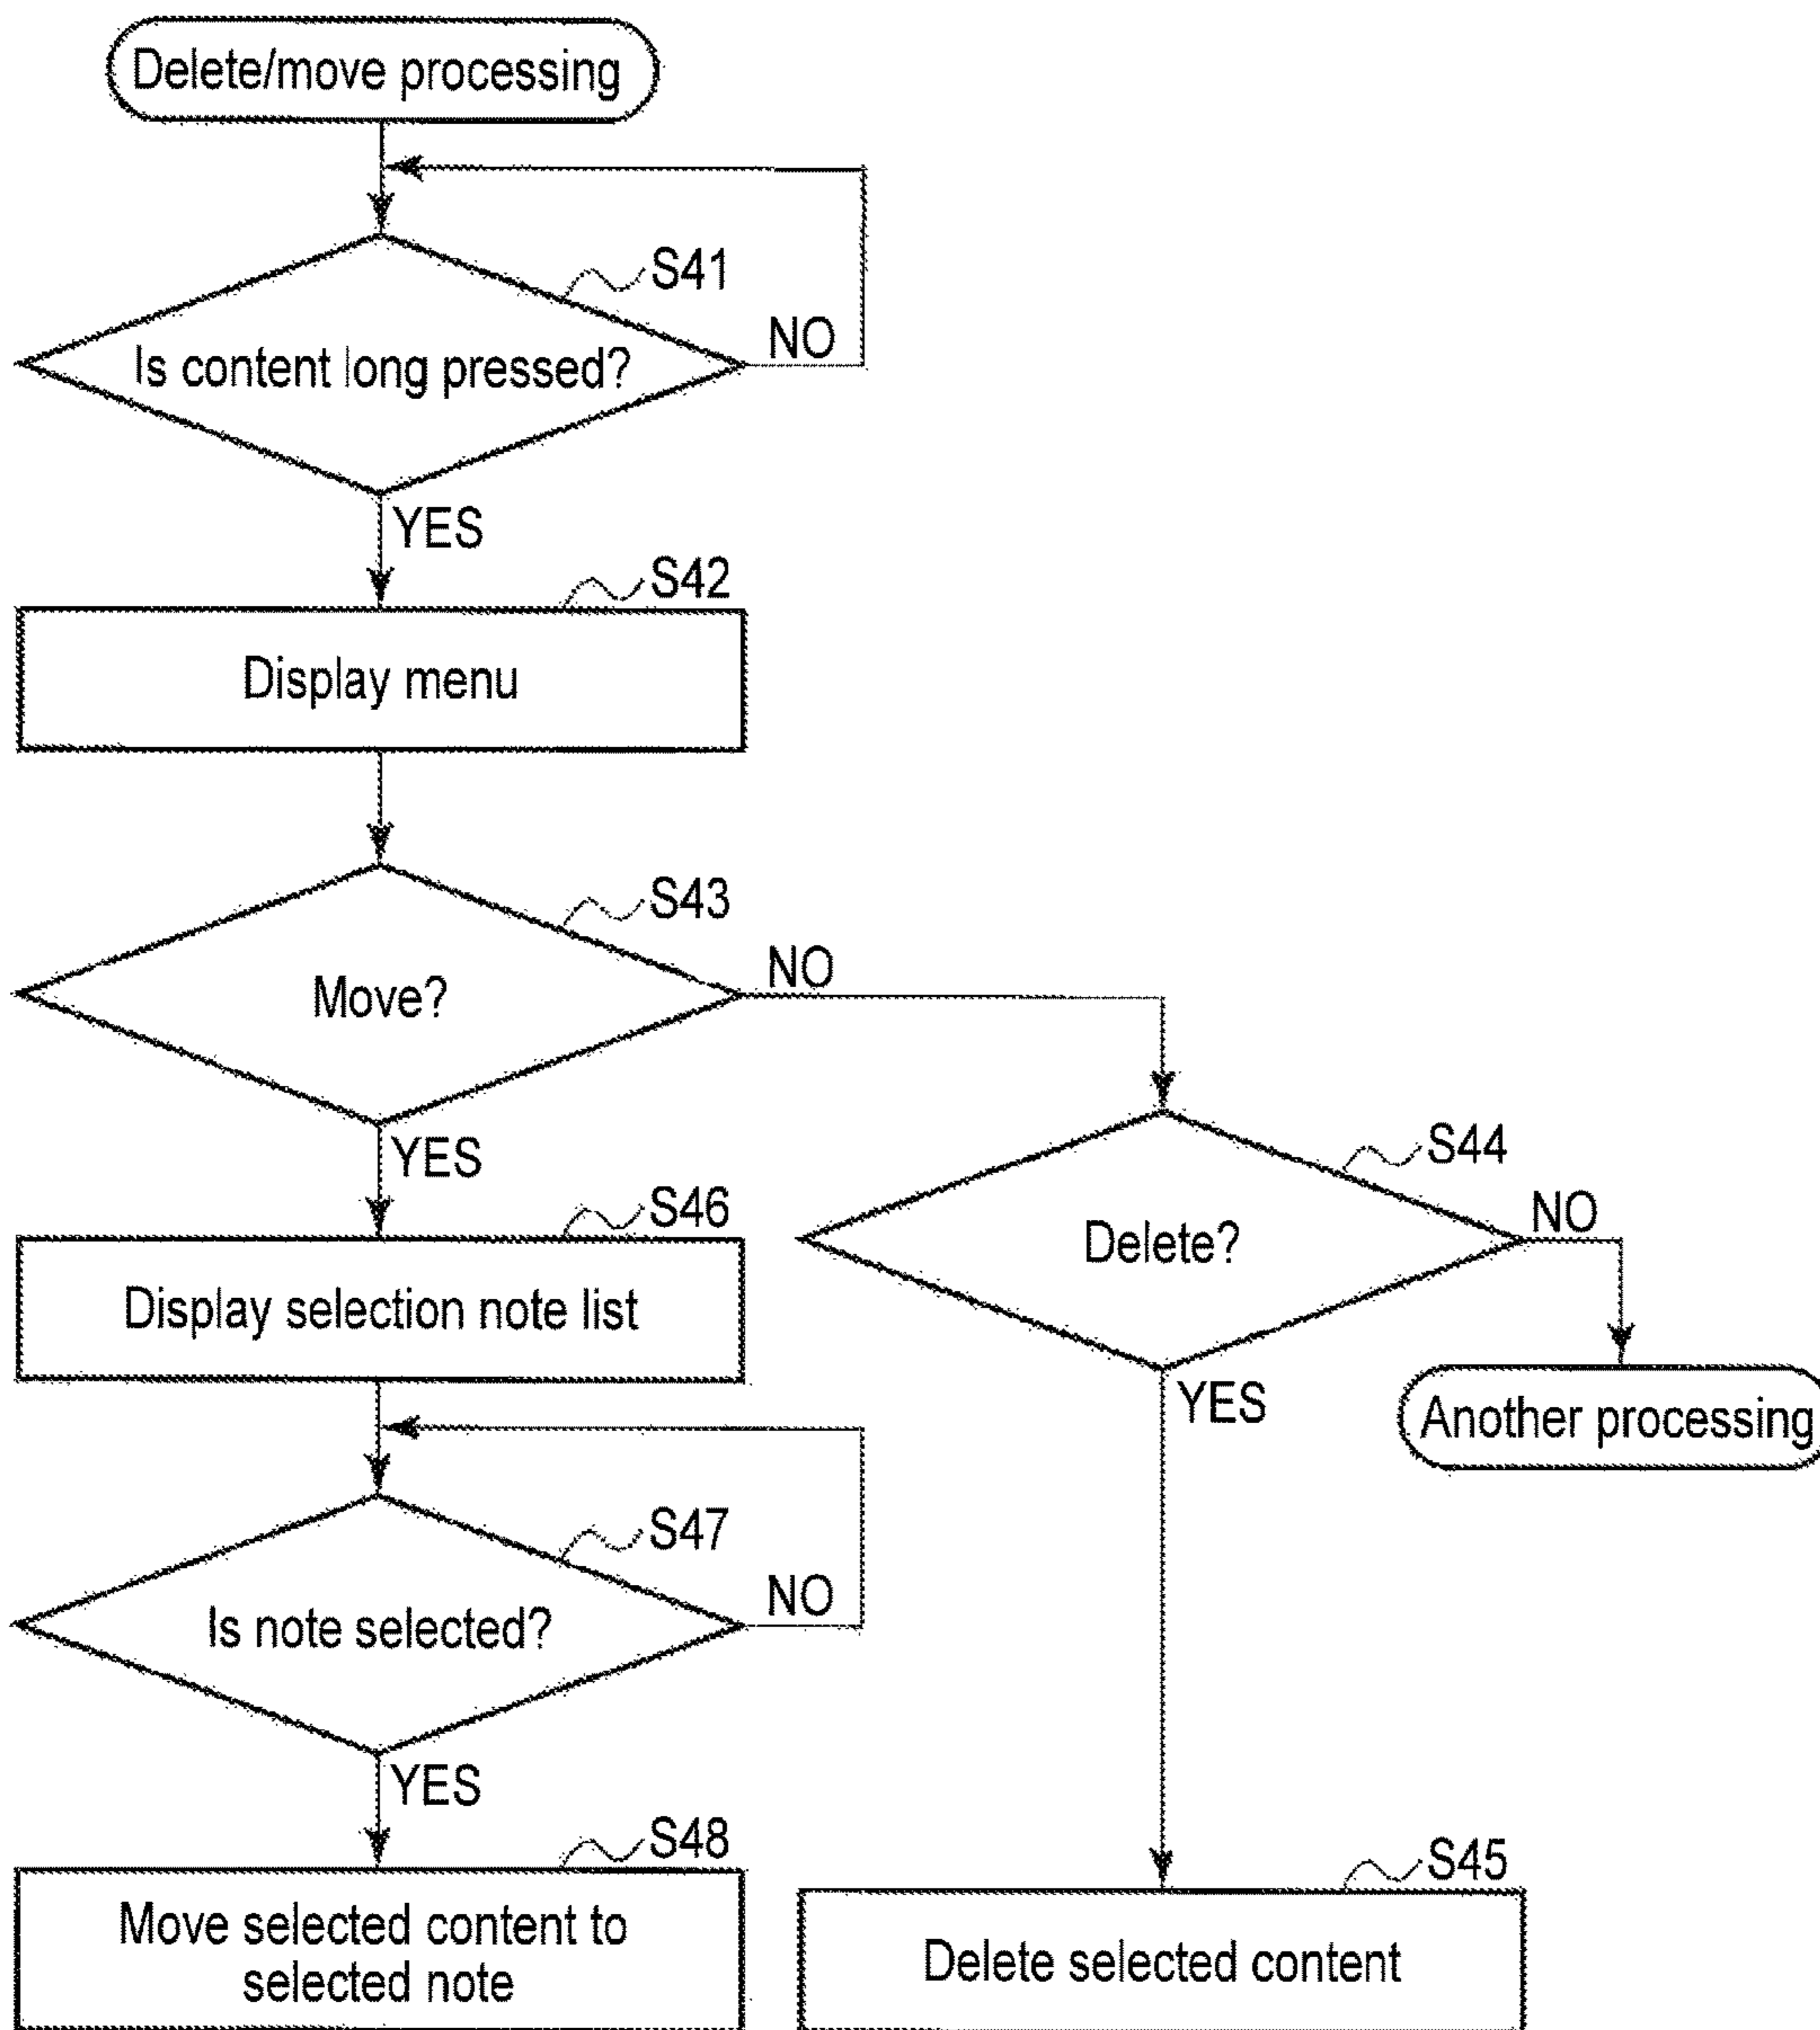 Delete/move processing
S41
Is content long pressed?
NO
YES
S42
Display menu
S43
Move?
NO
YES
S44
Delete?
NO
YES
Another processing
S46
Display selection note list
S47
Is note selected?
NO
YES
S48
Move selected content to
selected note
S45
Delete selected content